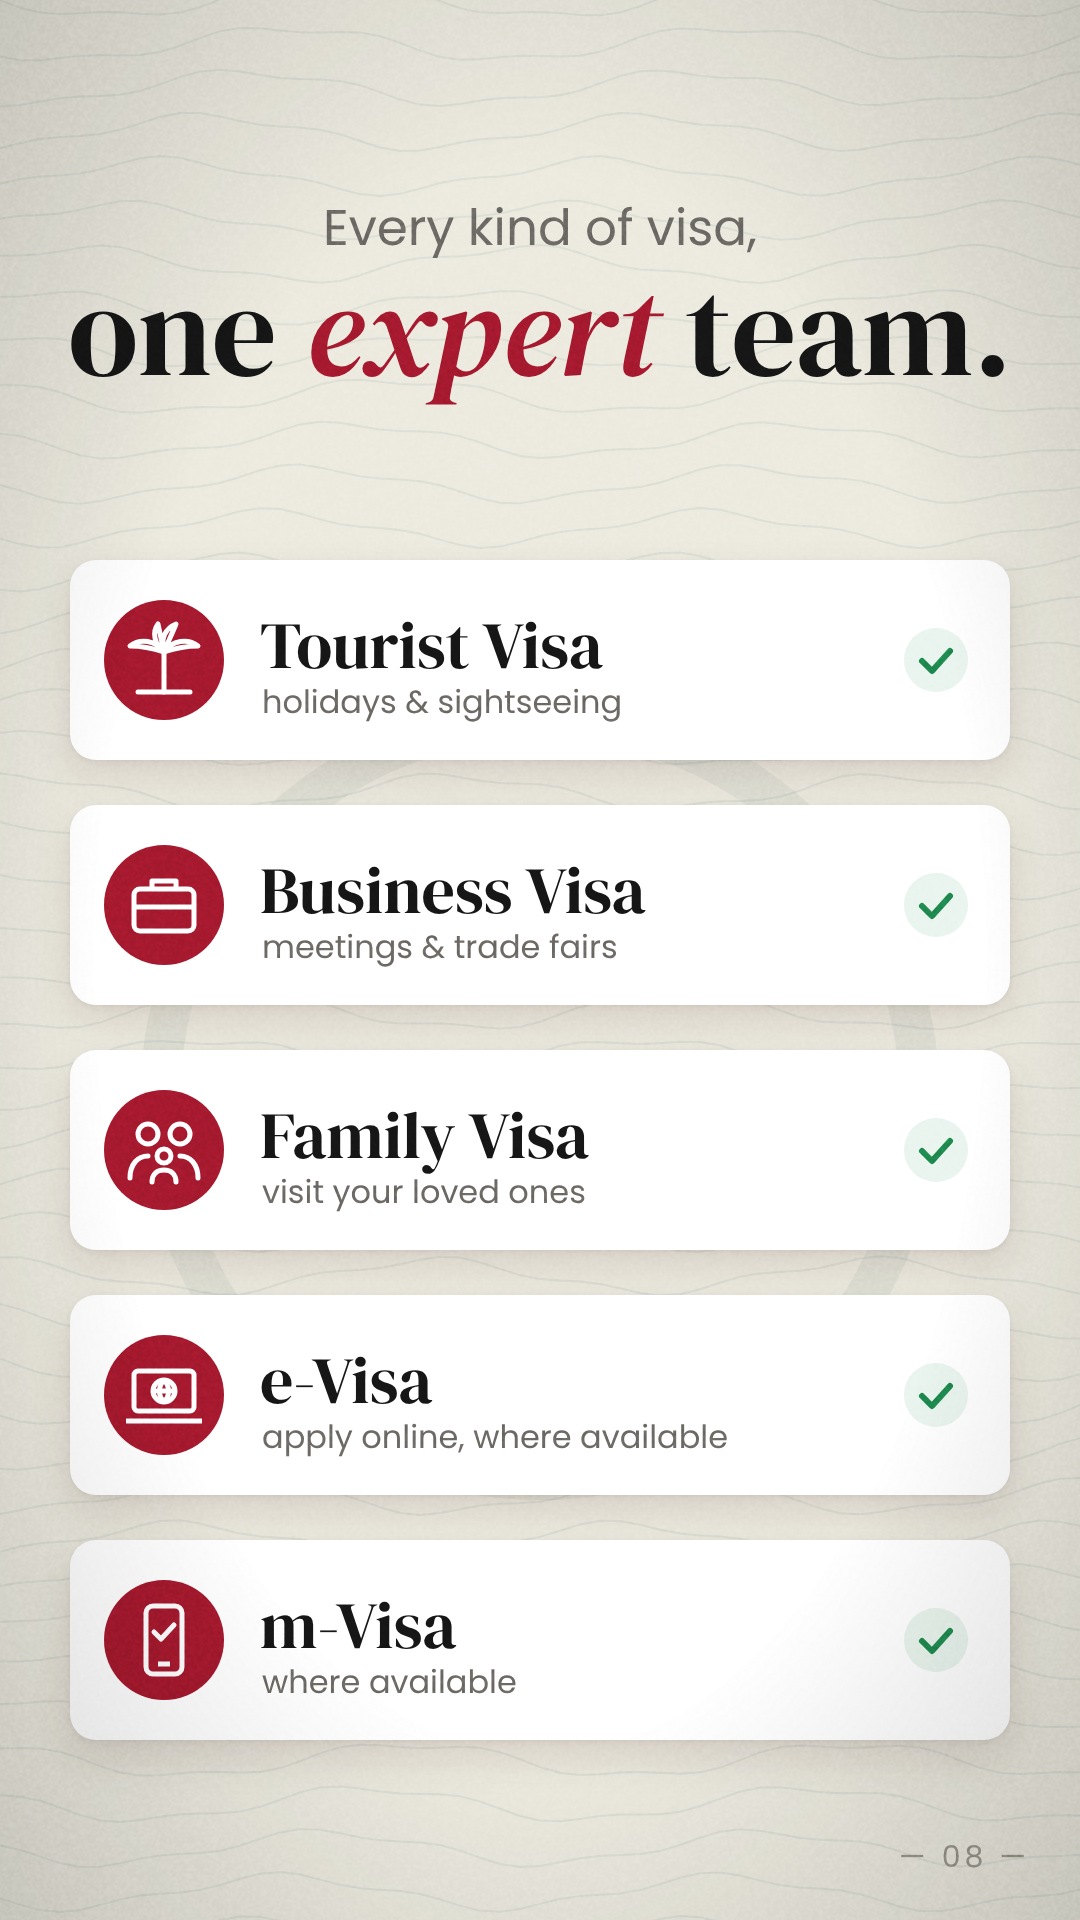 Every kind of visa,
one expert team.
Tourist Visa
holidays & sightseeing
Business Visa
meetings & trade fairs
Family Visa
visit your loved ones
e-Visa
apply online, where available
m-Visa
where available
— 08 —